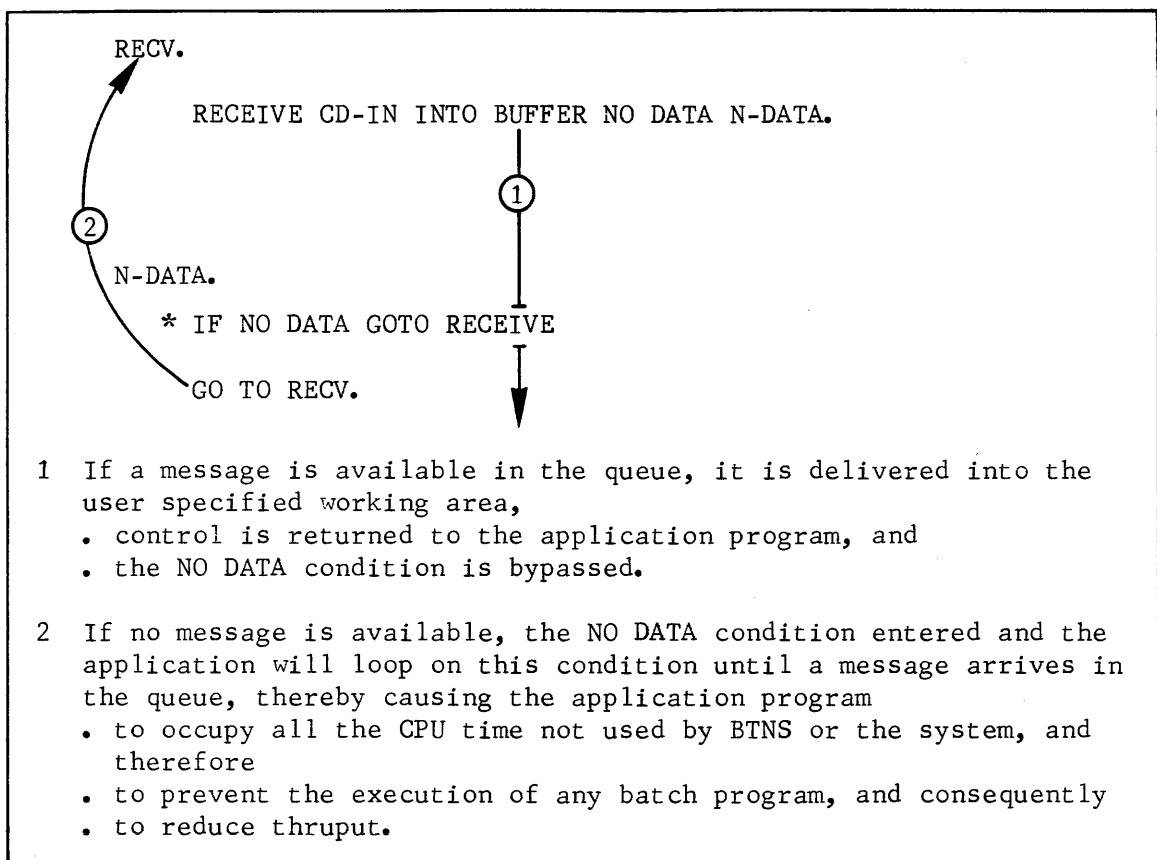 RECV.
RECEIVE CD-IN INTO BUFFER NO DATA N-DATA.
1
2
N-DATA.
* IF NO DATA GOTO RECEIVE
GO TO RECV.
1 If a message is available in the queue, it is delivered into the
user specified working area,
. control is returned to the application program, and
. the NO DATA condition is bypassed.
2 If no message is available, the NO DATA condition entered and the
application will loop on this condition until a message arrives in
the queue, thereby causing the application program
. to occupy all the CPU time not used by BTNS or the system, and
therefore
. to prevent the execution of any batch program, and consequently
. to reduce thruput.